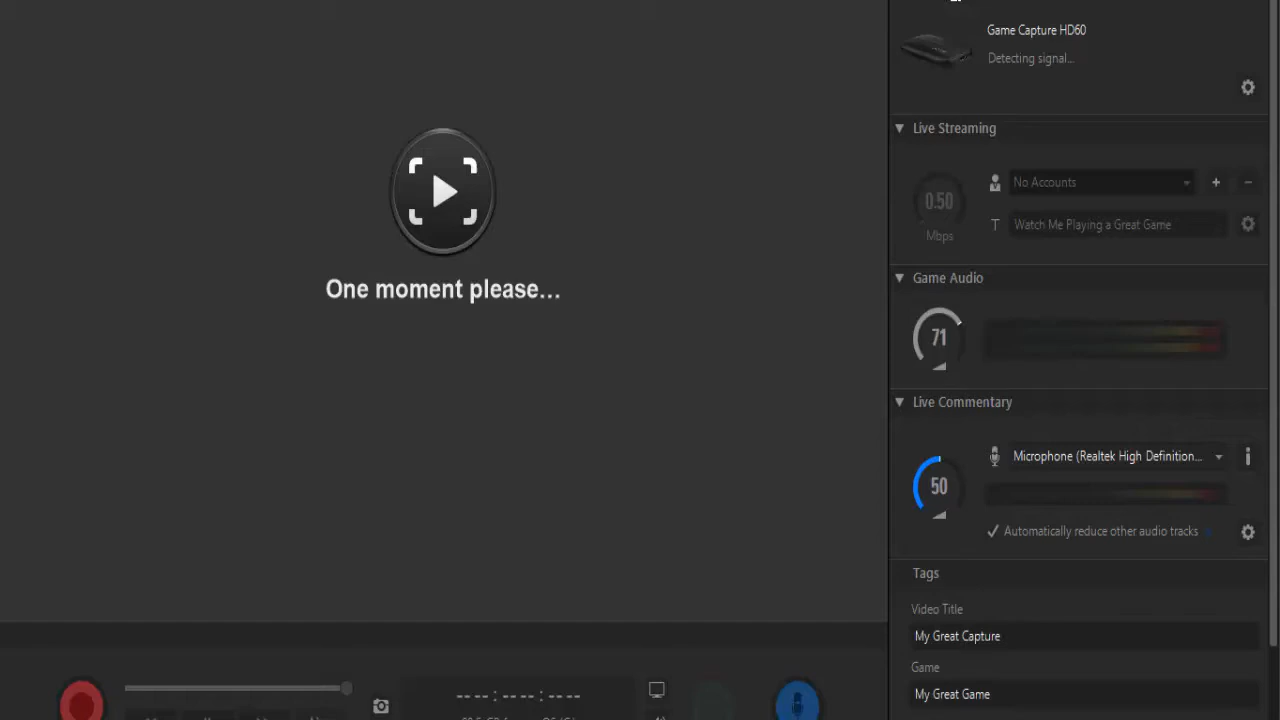 Game Capture HD60
Detecting signal...
Live Streaming
0.50
Mbps
No Accounts
T
Watch Me Playing a Great Game
Game Audio
71
One moment please...
Live Commentary
50
Microphone (Realtek High Definition...
Automatically reduce other audio tracks
Tags
Video Title
My Great Capture
Game
My Great Game
-- -- : -- -- : -- --